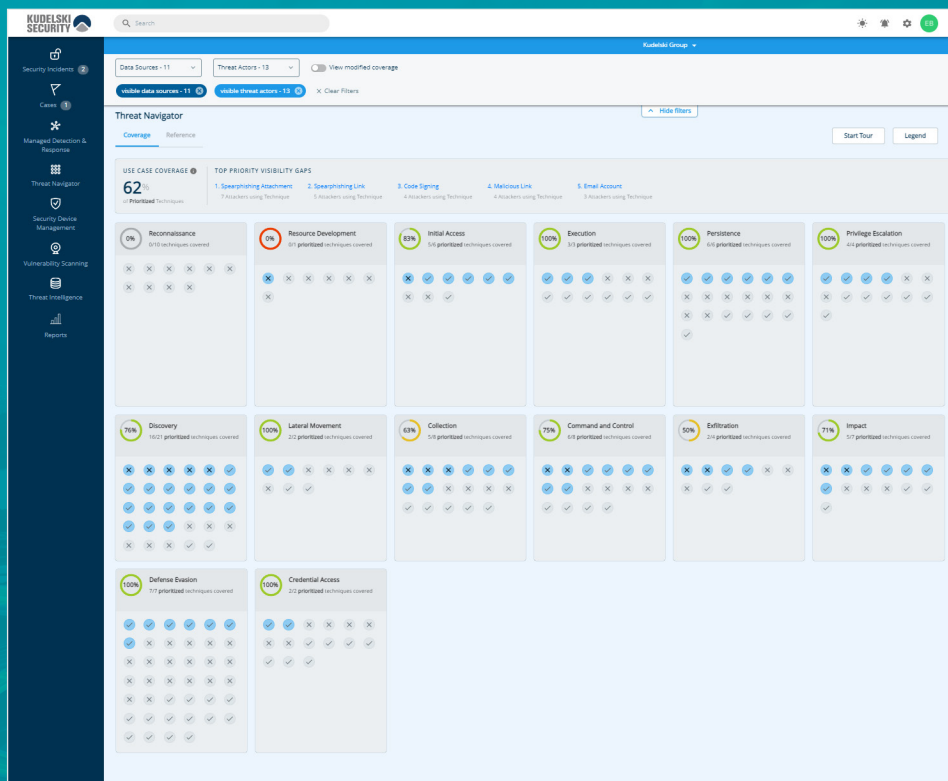 KUDELSKI
SECURITY
Search
EB
Kudelski Group
Security Incidents 2
Cases 1
Managed Detection &
Response
Threat Navigator
Security Device
Management
Vulnerability Scanning
Threat Intelligence
Reports
Data Sources - 11
Threat Actors - 13
View modified coverage
visible data sources - 11
visible threat actors - 13
Clear Filters
Hide filters
Threat Navigator
Coverage
Reference
Start Tour
Legend
USE CASE COVERAGE
62%
of Prioritized Techniques
TOP PRIORITY VISIBILITY GAPS
1. Spearphishing Attachment
7 Attackers using Technique
2. Spearphishing Link
5 Attackers using Technique
3. Code Signing
4 Attackers using Technique
4. Malicious Link
4 Attackers using Technique
5. Email Account
3 Attackers using Technique
0%
Reconnaissance
0/10 techniques covered
0%
Resource Development
0/1 prioritized techniques covered
83%
Initial Access
5/6 prioritized techniques covered
100%
Execution
3/3 prioritized techniques covered
100%
Persistence
6/6 prioritized techniques covered
100%
Privilege Escalation
4/4 prioritized techniques covered
76%
Discovery
16/21 prioritized techniques covered
100%
Lateral Movement
2/2 prioritized techniques covered
63%
Collection
5/8 prioritized techniques covered
75%
Command and Control
6/8 prioritized techniques covered
50%
Exfiltration
2/4 prioritized techniques covered
71%
Impact
5/7 prioritized techniques covered
100%
Defense Evasion
7/7 prioritized techniques covered
100%
Credential Access
2/2 prioritized techniques covered